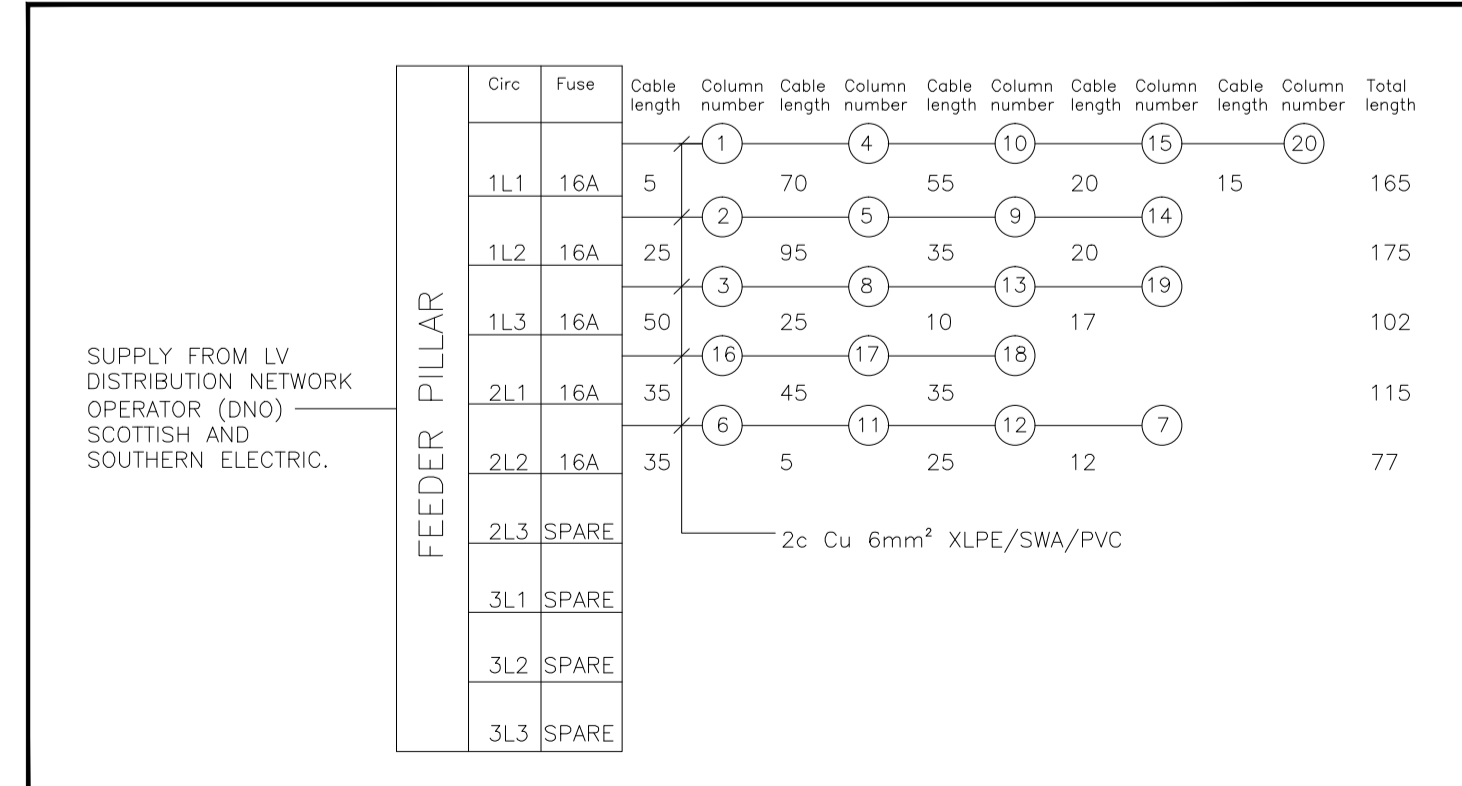 Circ Fuse Cable Column Cable Column Cable Column Cable Column Cable Column Total
length number length number length number length number length number length
1 4 10 15 20
1L1 16A 5 70 55 20 15 165
2 5 9 14
1L2 16A 25 95 35 20 175
3 8 13 19
1L3 16A 50 25 10 17 102
16 17 18
2L1 16A 35 45 35 115
6 11 12 7
2L2 16A 35 5 25 12 77
2L3 SPARE
3L1 SPARE
3L2 SPARE
3L3 SPARE
FEEDER PILLAR
SUPPLY FROM LV
DISTRIBUTION NETWORK
OPERATOR (DNO)
SCOTTISH AND
SOUTHERN ELECTRIC.
2c Cu 6mm² XLPE/SWA/PVC